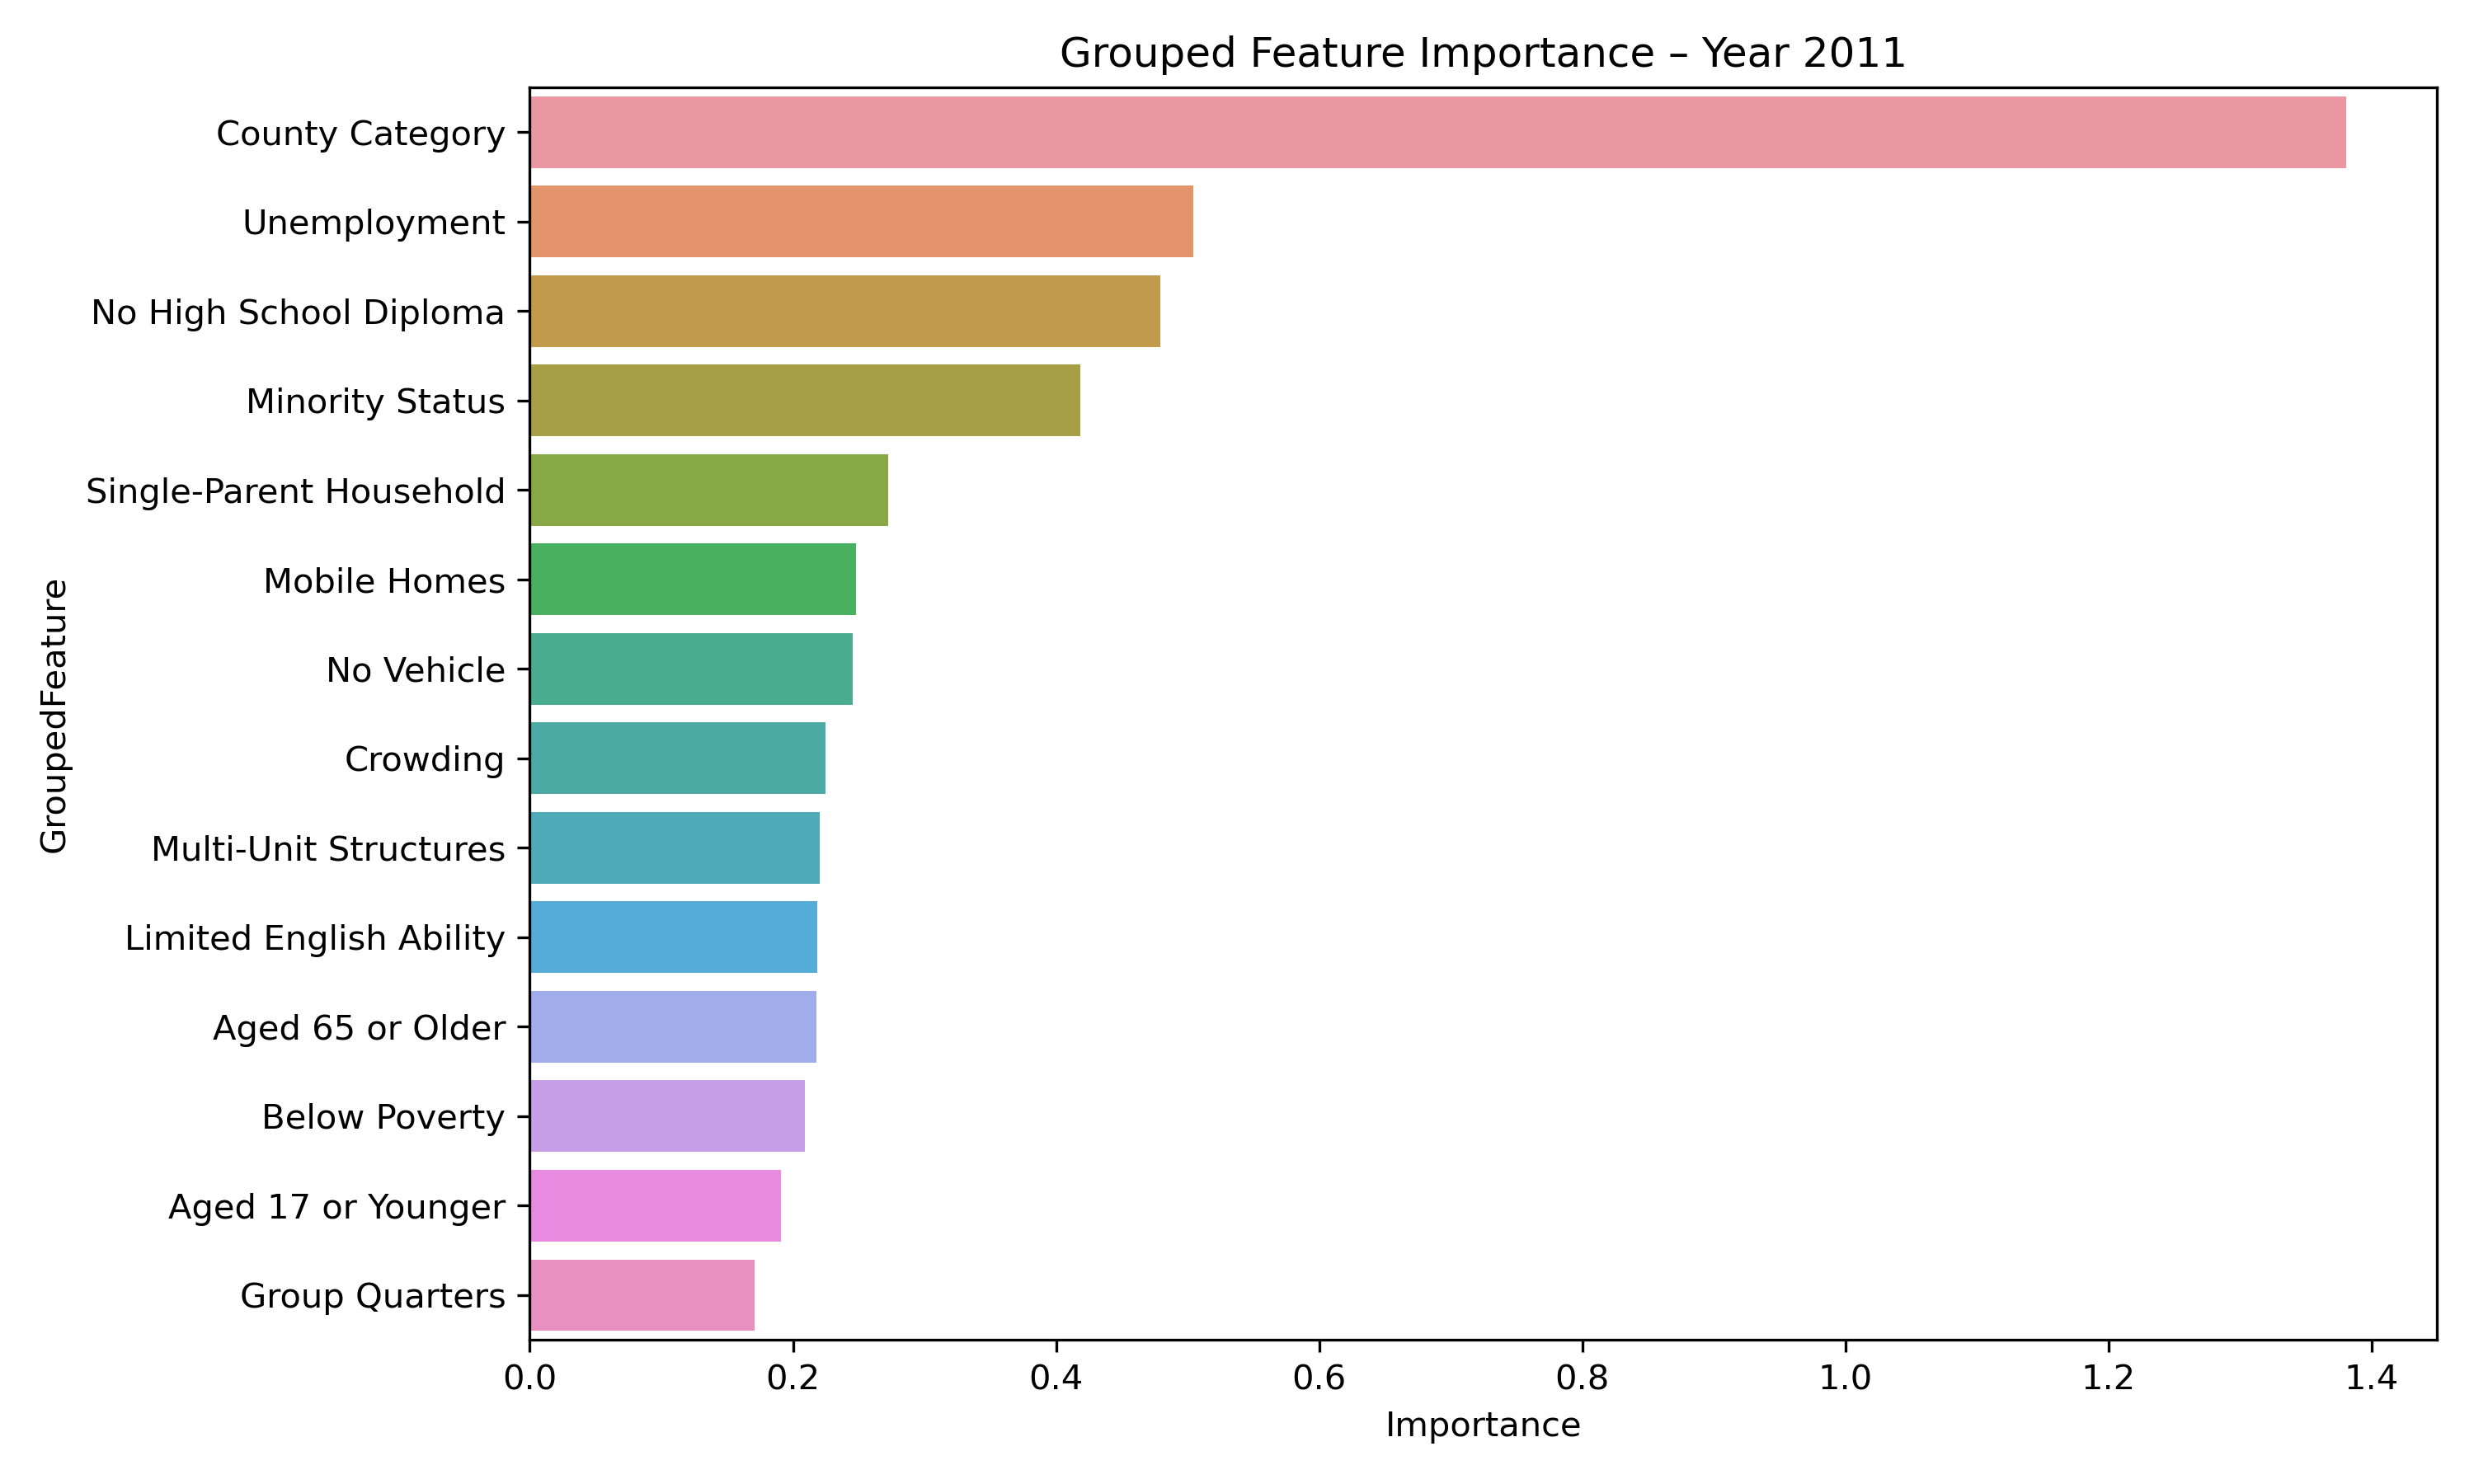 Grouped Feature Importance – Year 2011
County Category
Unemployment
No High School Diploma
Minority Status
Single-Parent Household
Mobile Homes
No Vehicle
Crowding
Multi-Unit Structures
Limited English Ability
Aged 65 or Older
Below Poverty
Aged 17 or Younger
Group Quarters
GroupedFeature
0.0 0.2 0.4 0.6 0.8 1.0 1.2 1.4
Importance